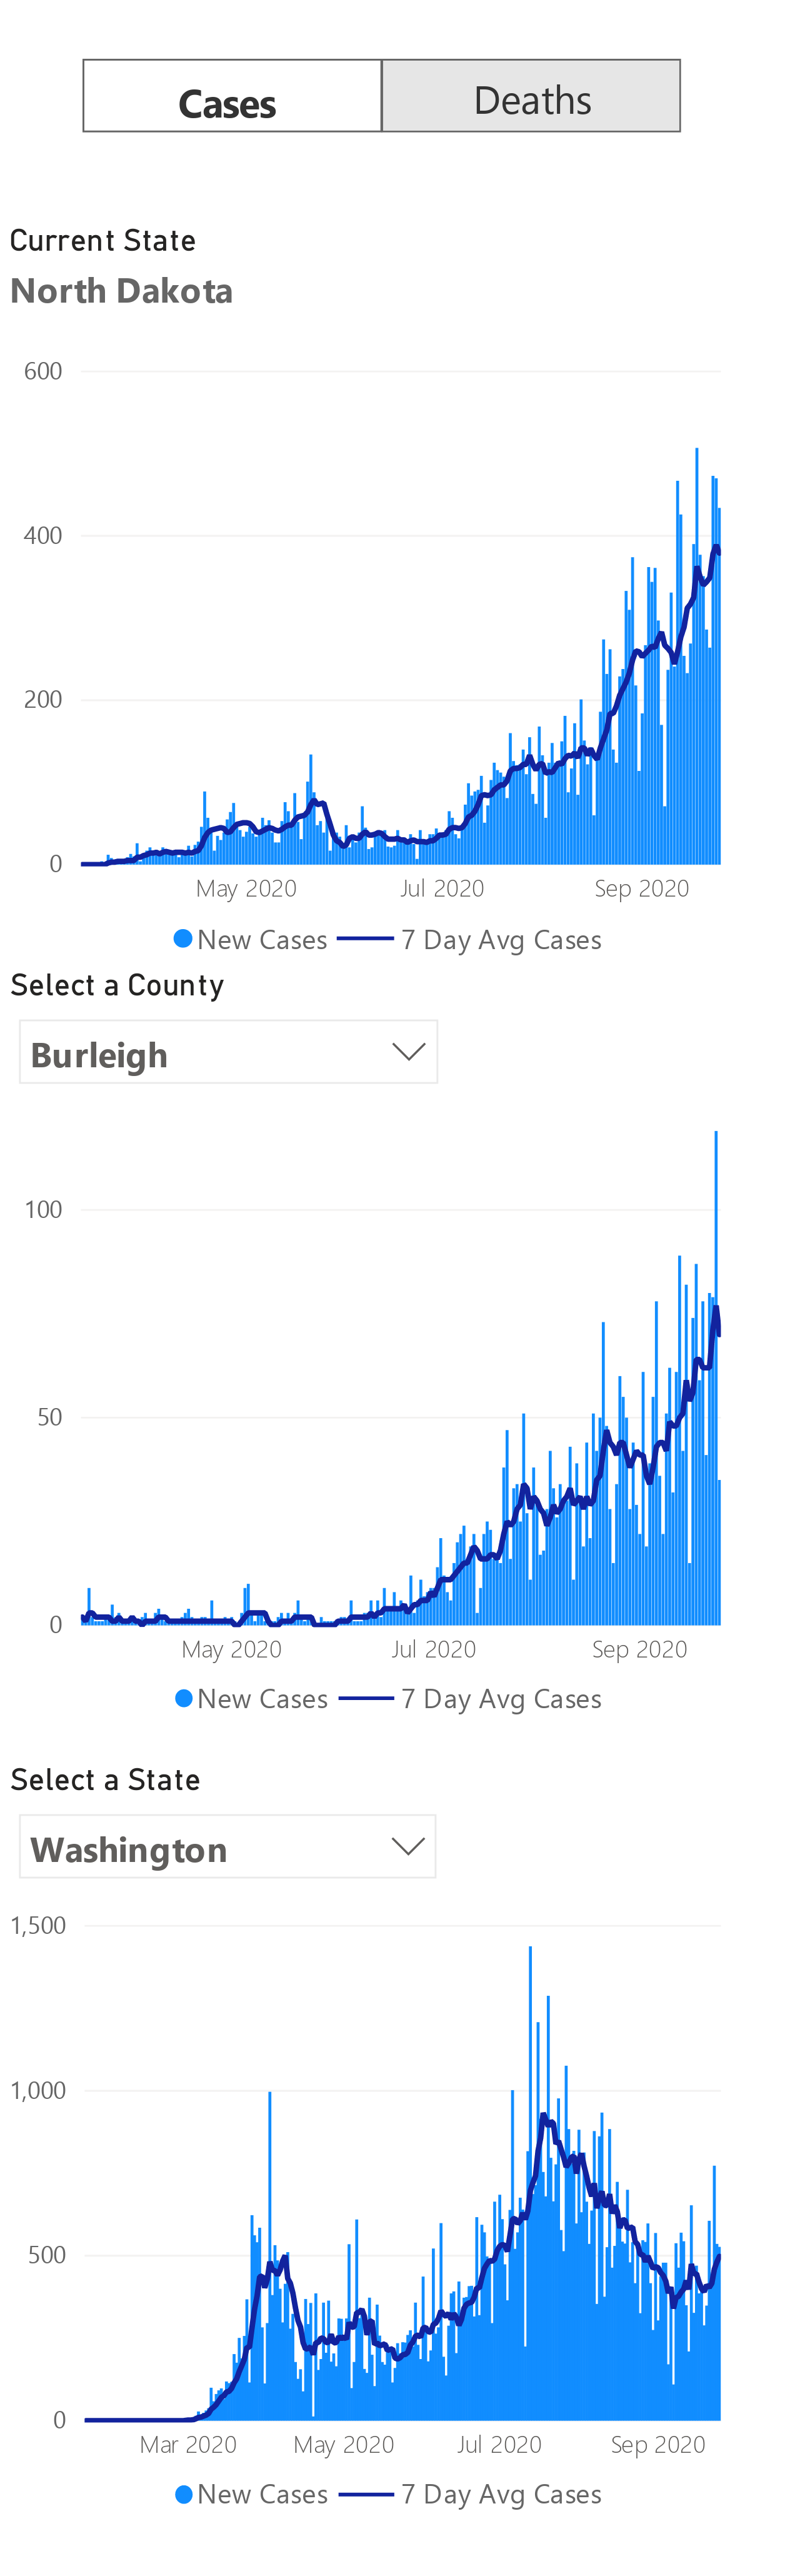 Cases Deaths
Current State
North Dakota
600
400
200
0
May 2020 Jul 2020 Sep 2020
New Cases 7 Day Avg Cases
Select a County
Burleigh
100
50
0
May 2020 Jul 2020 Sep 2020
New Cases 7 Day Avg Cases
Select a State
Washington
1,500
1,000
500
0
Mar 2020 May 2020 Jul 2020 Sep 2020
New Cases 7 Day Avg Cases